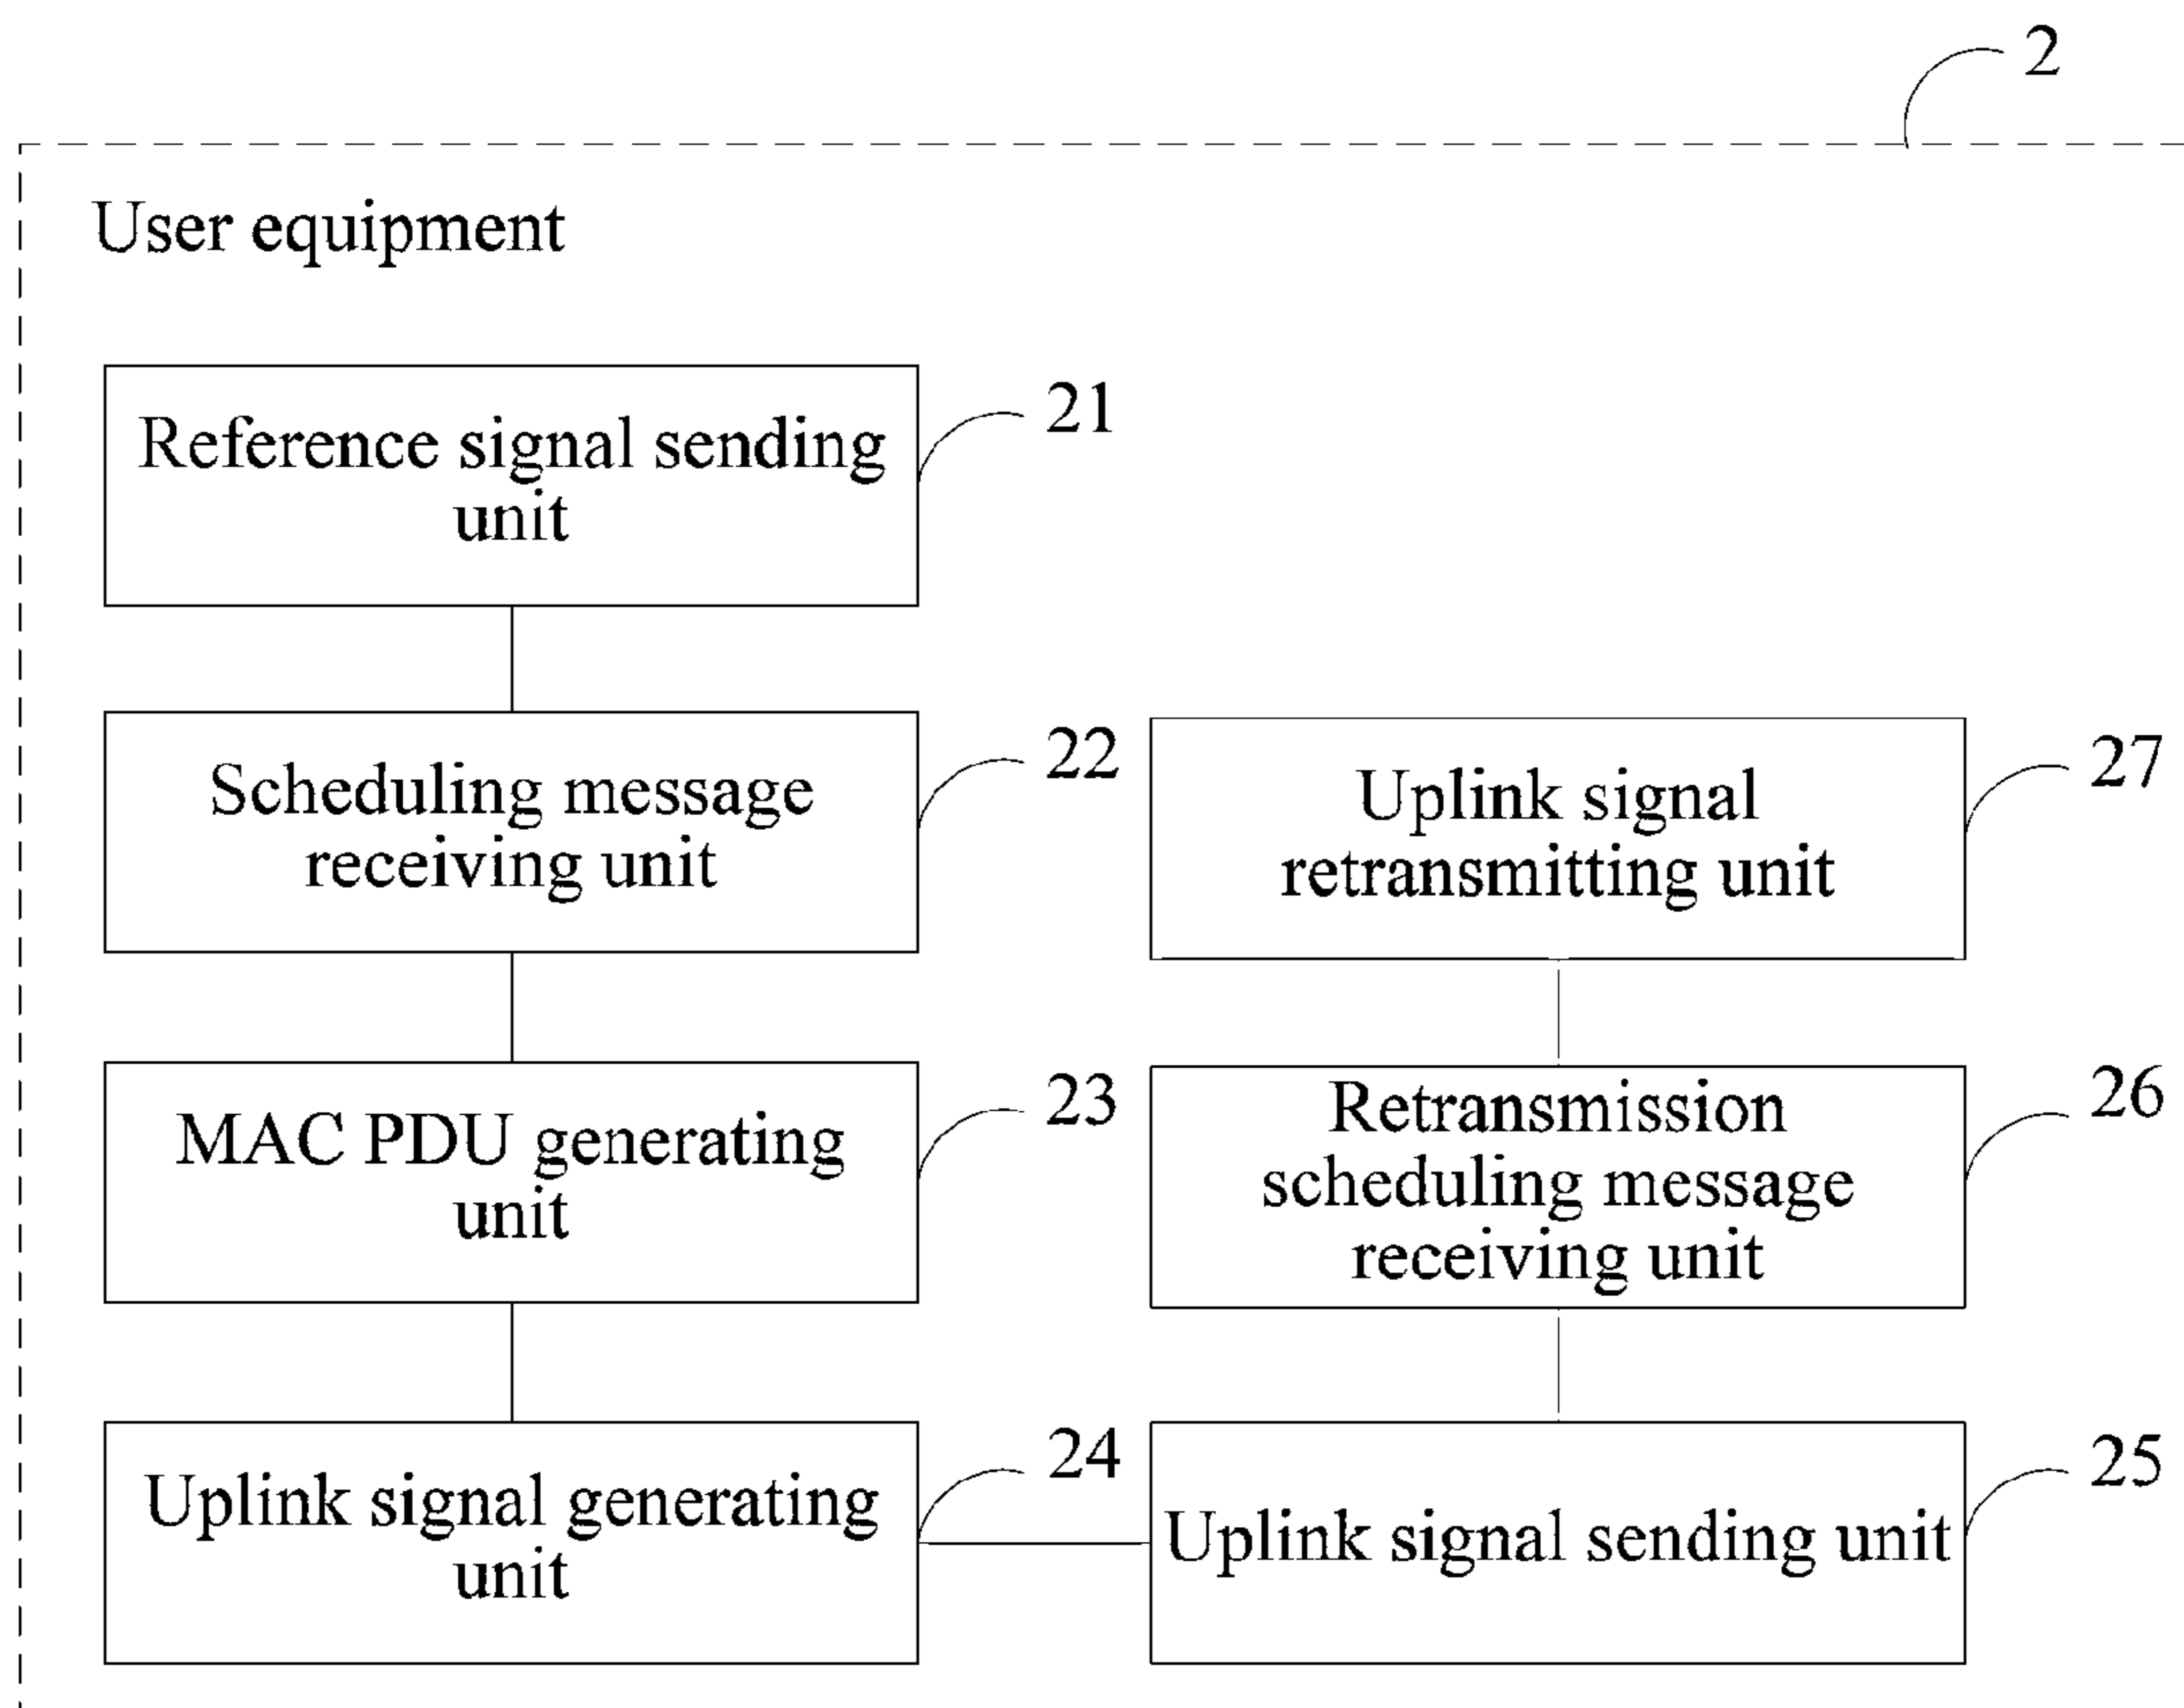 2
User equipment
Reference signal sending
unit
21
Scheduling message
receiving unit
22
MAC PDU generating
unit
23
Uplink signal generating
unit
24
Uplink signal
retransmitting unit
27
Retransmission
scheduling message
receiving unit
26
Uplink signal sending unit
25